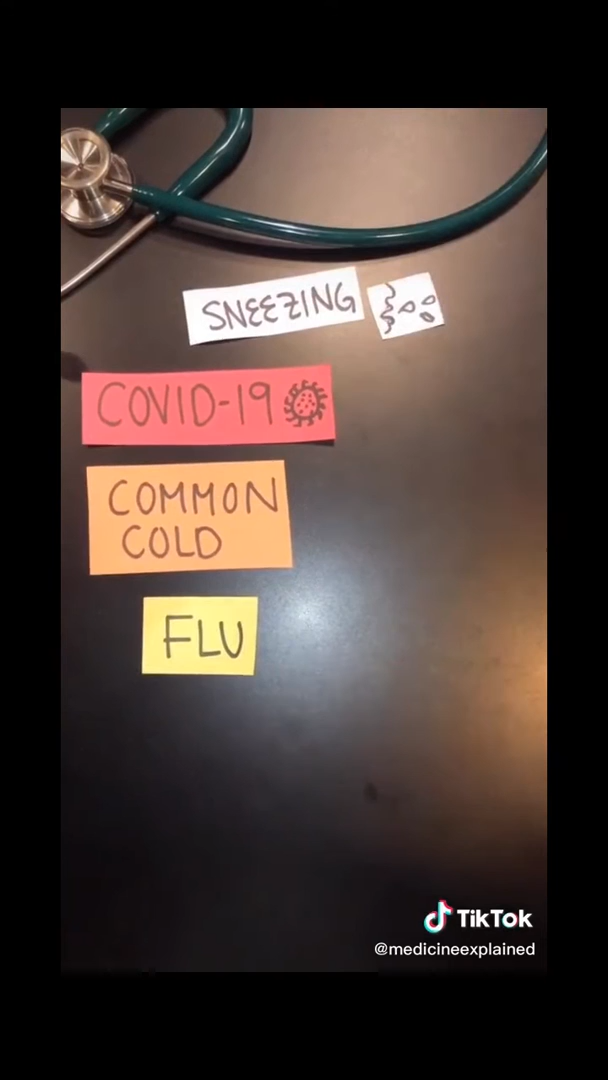 SNEEZING
COVID-19
COMMON
COLD
FLU
TikTok
@medicineexplained